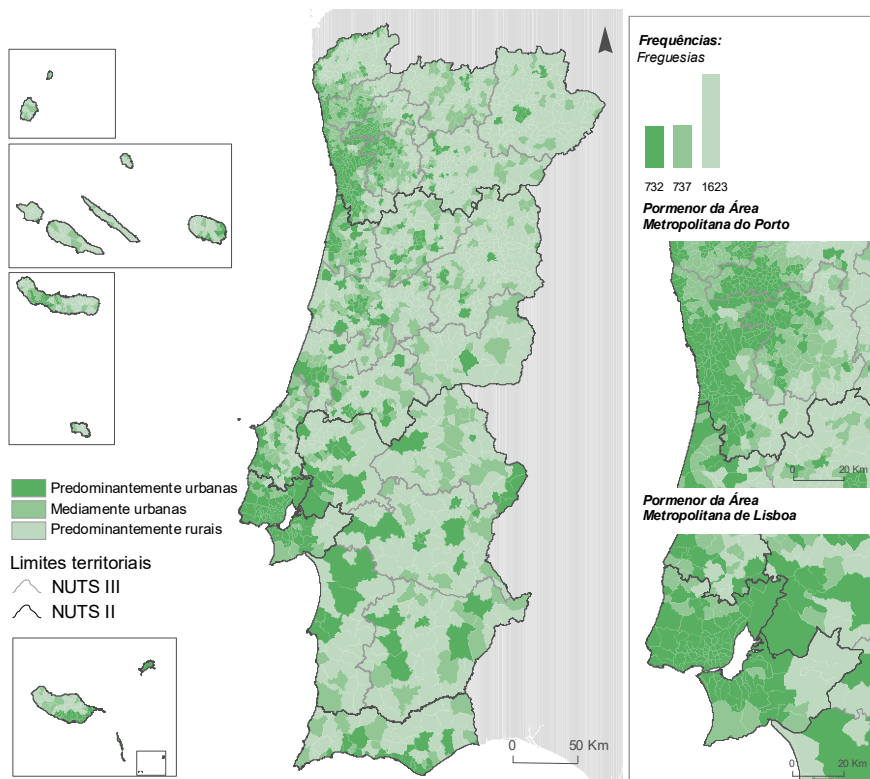 Frequências:
Freguesias
732 737 1623
Pormenor da Área
Metropolitana do Porto
0 20 Km
Predominantemente urbanas
Mediamente urbanas
Predominantemente rurais
Limites territoriais
NUTS III
NUTS II
0 50 Km
Pormenor da Área
Metropolitana de Lisboa
0 20 Km